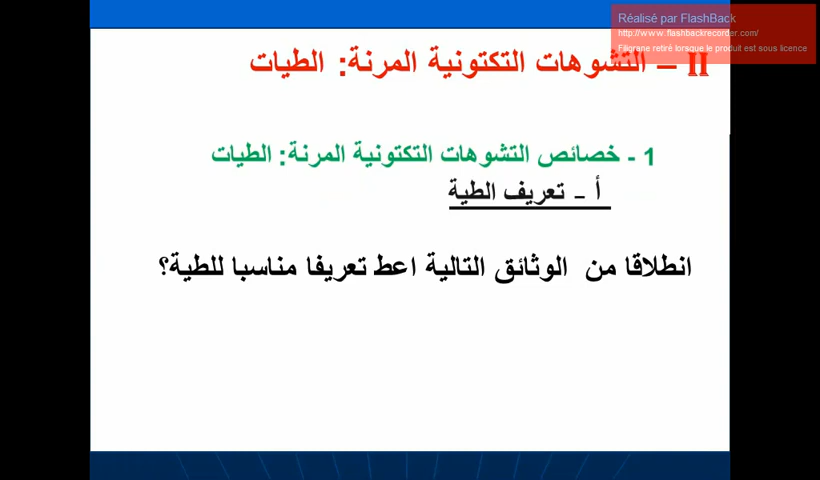 Réalisé par FlashBack
http://www.flashbackrecorder.com/
Filigrane retiré lorsque le produit est sous licence
II – التشوهات التكتونية المرنة: الطيات
1 - خصائص التشوهات التكتونية المرنة: الطيات
أ - تعريف الطية
انطلاقا من الوثائق التالية اعط تعريفا مناسبا للطية؟